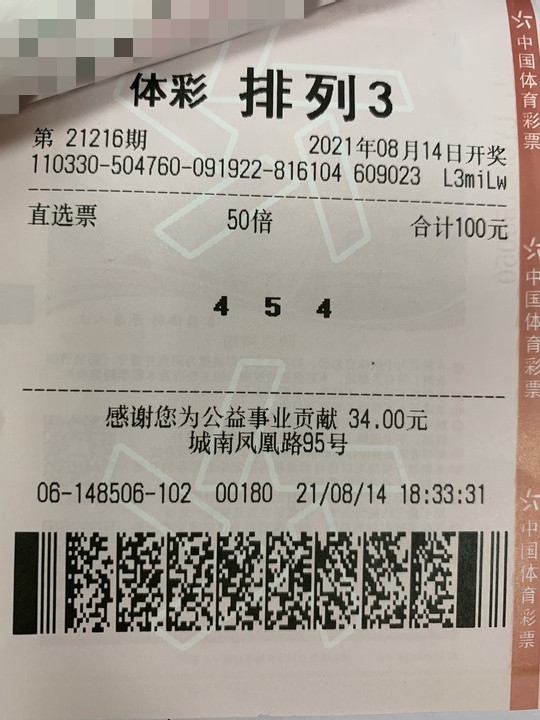 体彩 排列3
第 21216期 2021年08月14日开奖
110330-504760-091922-816104 609023 L3miLw
直选票 50倍 合计100元
4 5 4
感谢您为公益事业贡献 34.00元
城南凤凰路95号
06-148506-102 00180 21/08/14 18:33:31
中国体育彩票
中国体育彩票
中国体育彩票